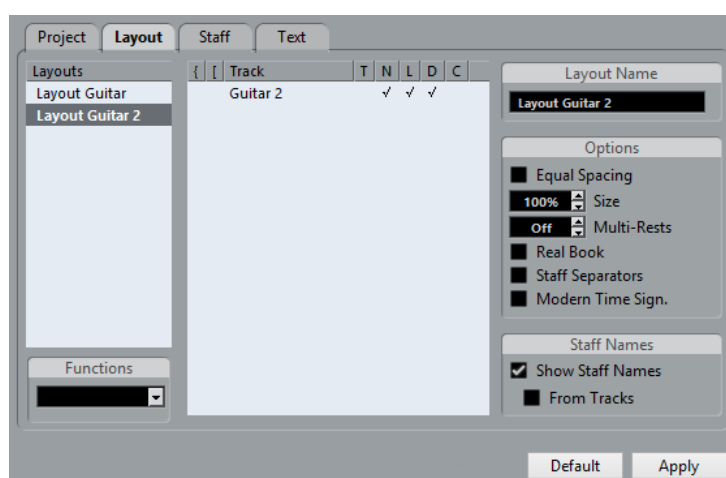 Project Layout Staff Text
Layouts
Layout Guitar
Layout Guitar 2
Functions
{ [ Track T N L D C
Guitar 2 √ √ √
Layout Name
Layout Guitar 2
Options
Equal Spacing
100% Size
Off Multi-Rests
Real Book
Staff Separators
Modern Time Sign.
Staff Names
Show Staff Names
From Tracks
Default Apply